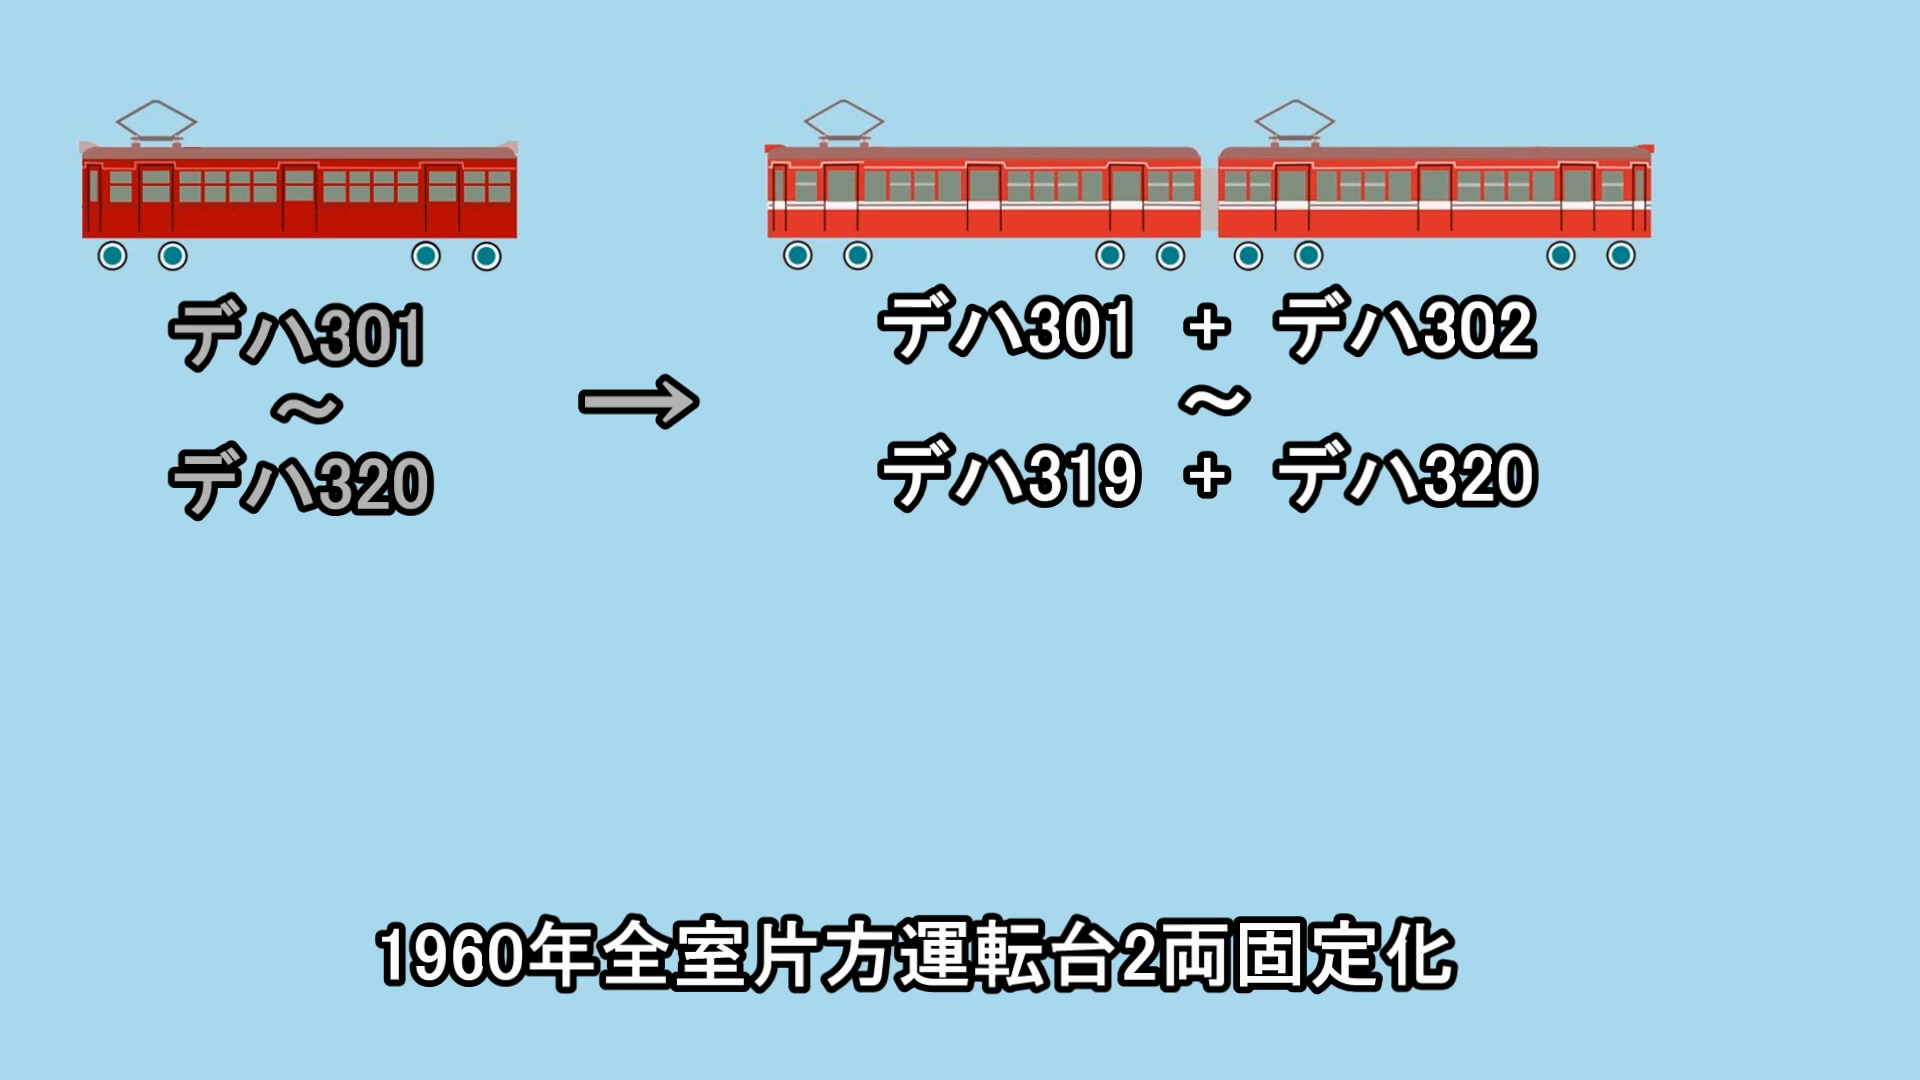 デハ301
～
デハ320
→
デハ301 + デハ302
～
デハ319 + デハ320
1960年全室片方運転台2両固定化